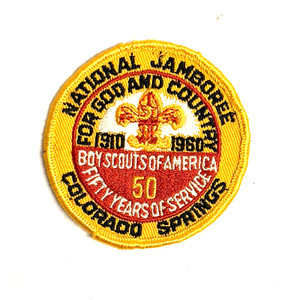 NATIONAL JAMBOREE
FOR GOD AND COUNTRY
1910 1960
BOY SCOUTS OF AMERICA
50
FIFTY YEARS OF SERVICE
COLORADO SPRINGS